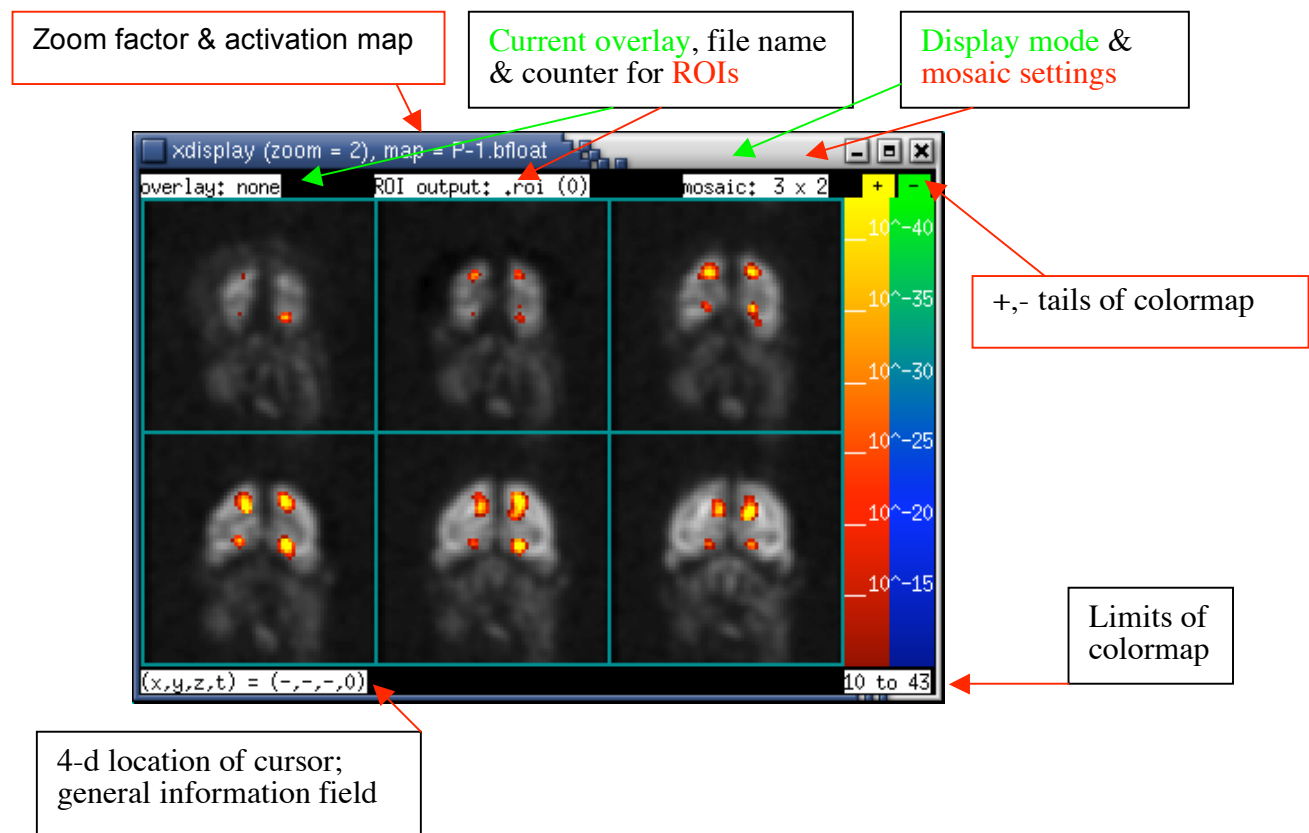 Zoom factor & activation map
Current overlay, file name
& counter for ROIs
Display mode &
mosaic settings
xdisplay (zoom = 2), map = P-1.bfloat
overlay: none
ROI output: .roi (0)
mosaic: 3 x 2
+
-
10^-40
10^-35
10^-30
10^-25
10^-20
10^-15
+,- tails of colormap
Limits of
colormap
(x,y,z,t) = (-,-,-,0)
10 to 43
4-d location of cursor;
general information field